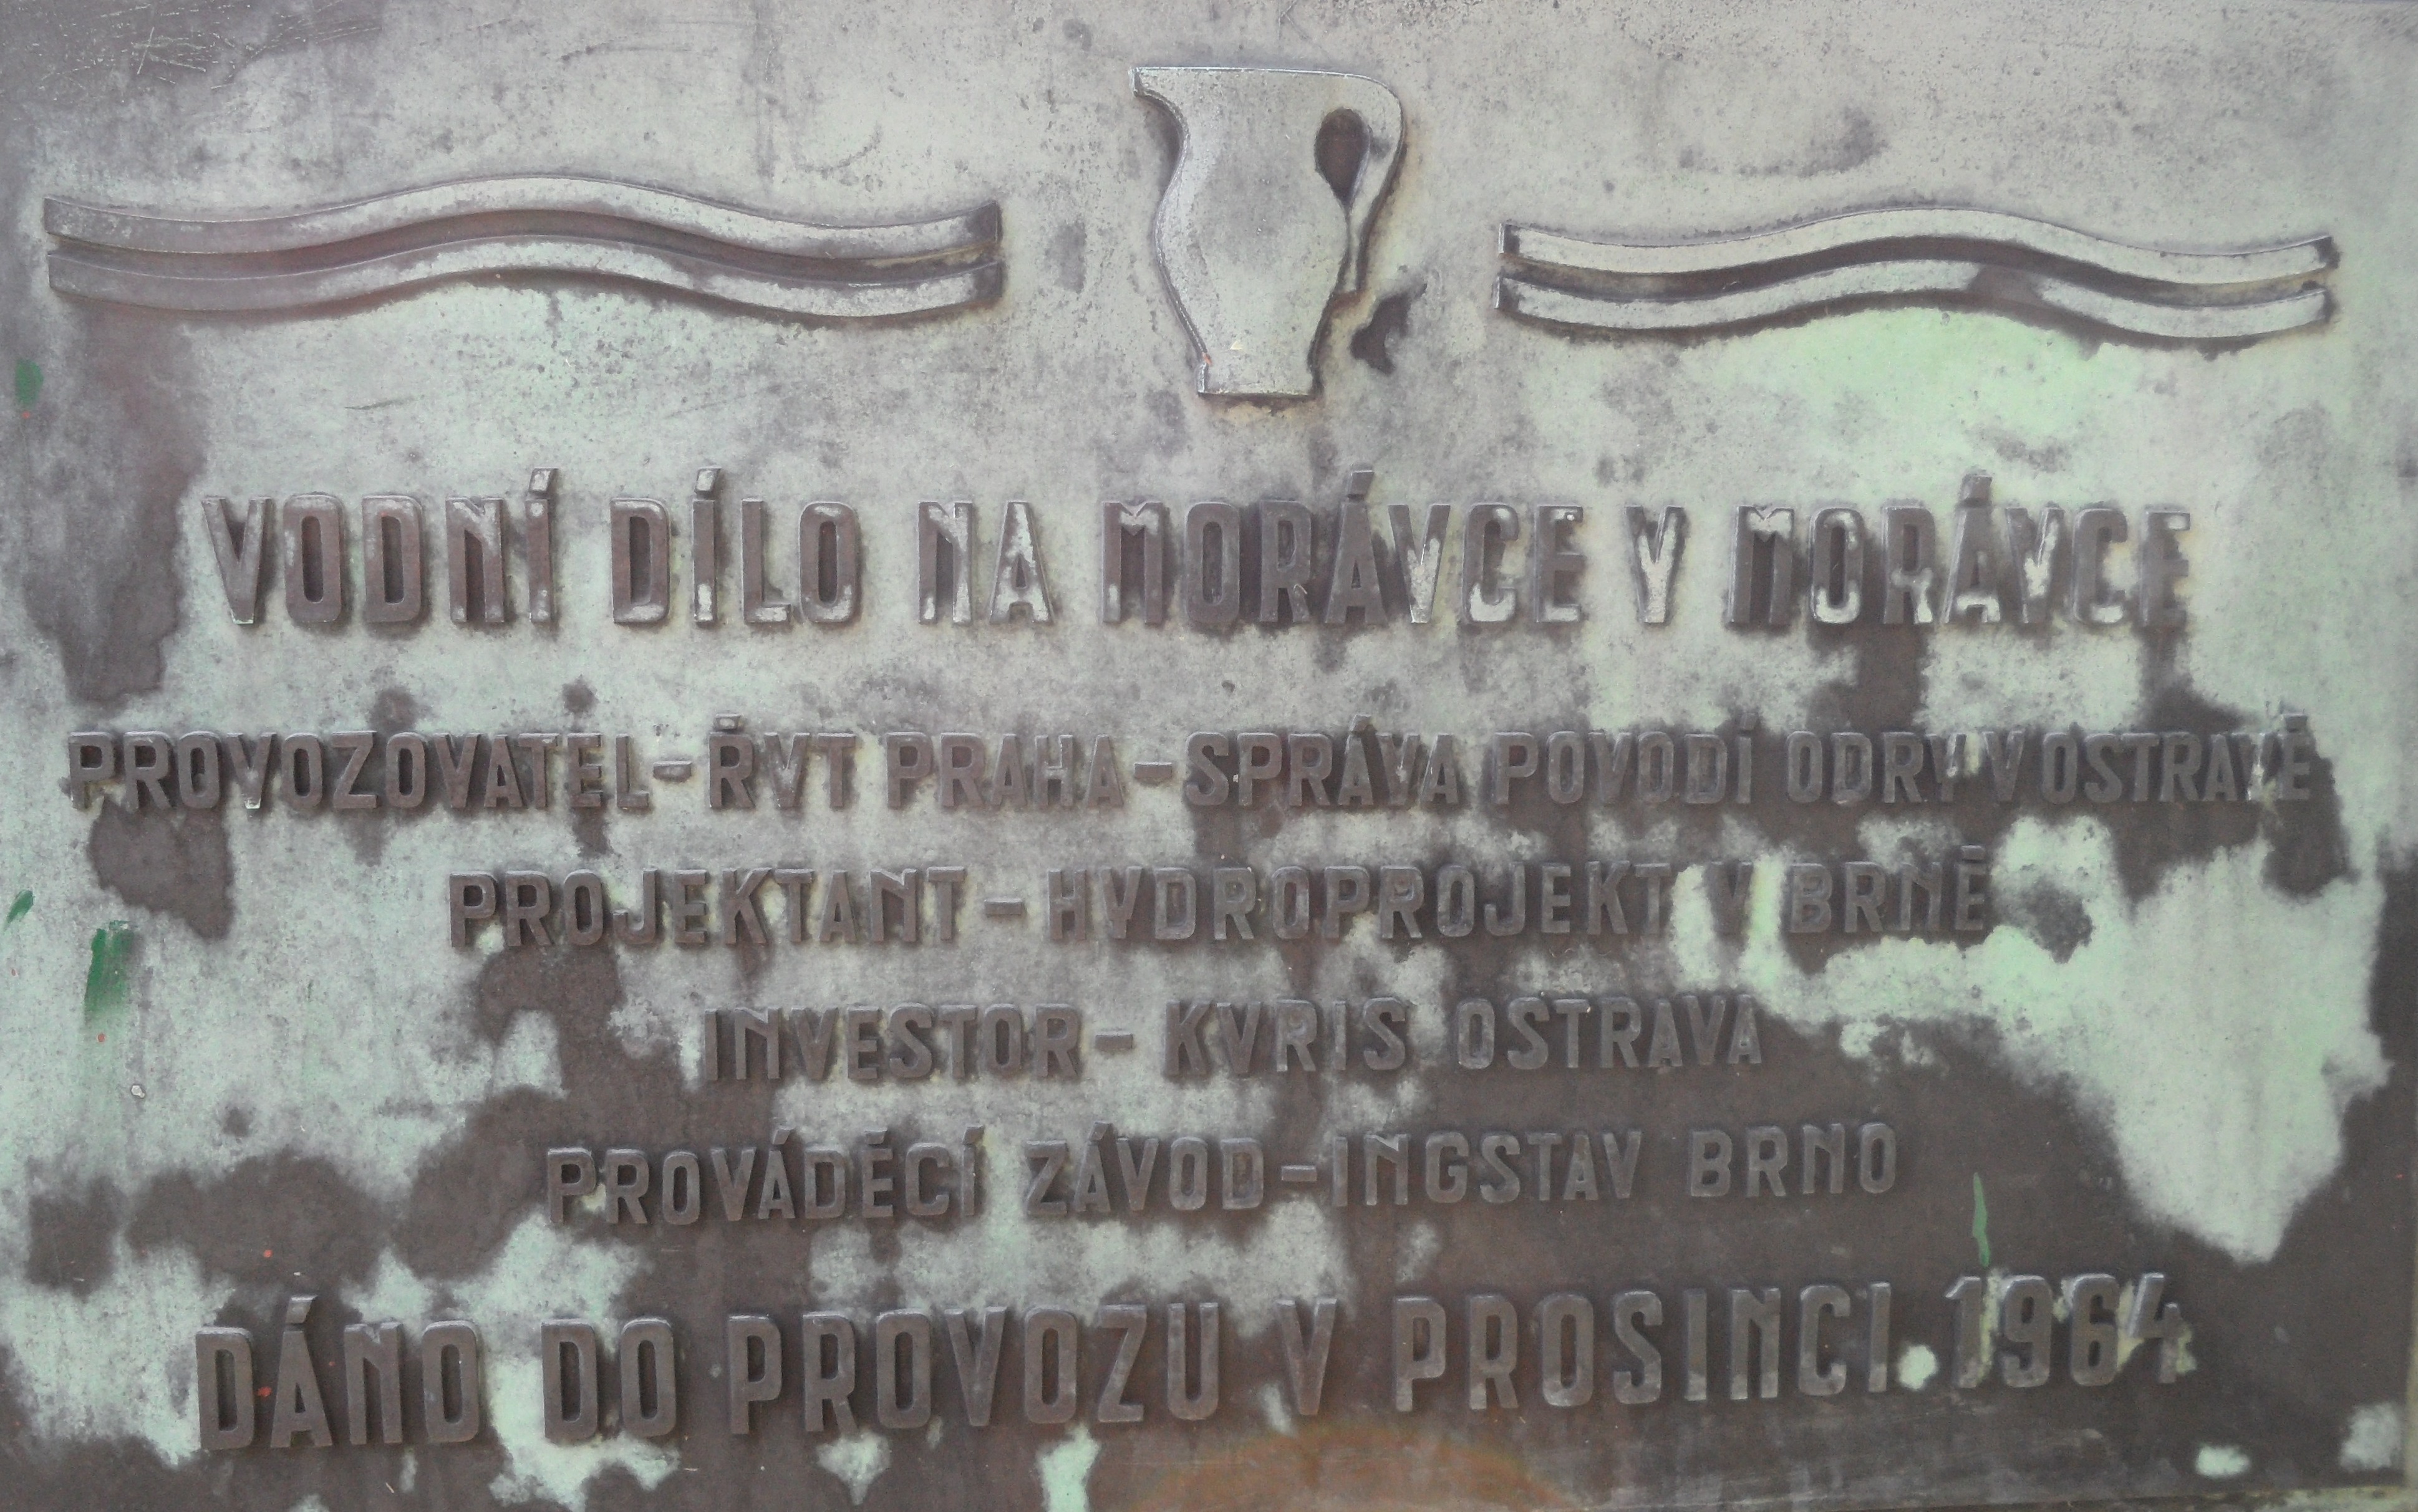 VODNÍ DÍLO NA MORÁVCE V MORÁVCE
PROVOZOVATEL-ŘVT PRAHA-SPRÁVA POVODÍ ODRY V OSTRAVĚ
PROJEKTANT-HYDROPROJEKT V BRNĚ
INVESTOR-KVRIS OSTRAVA
PROVÁDĚCÍ ZÁVOD-INGSTAV BRNO
DÁNO DO PROVOZU V PROSINCI 1964